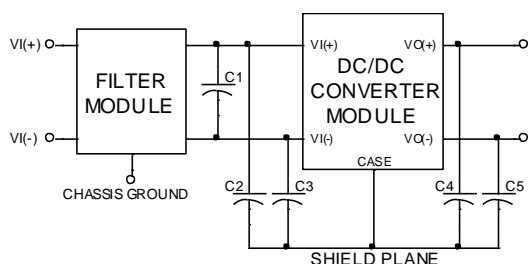 VI(+)
VI(-)
FILTER
MODULE
CHASSIS GROUND
C1
C2
C3
VI(+)
VI(-)
DC/DC
CONVERTER
MODULE
VO(+)
VO(-)
CASE
C4
C5
SHIELD PLANE